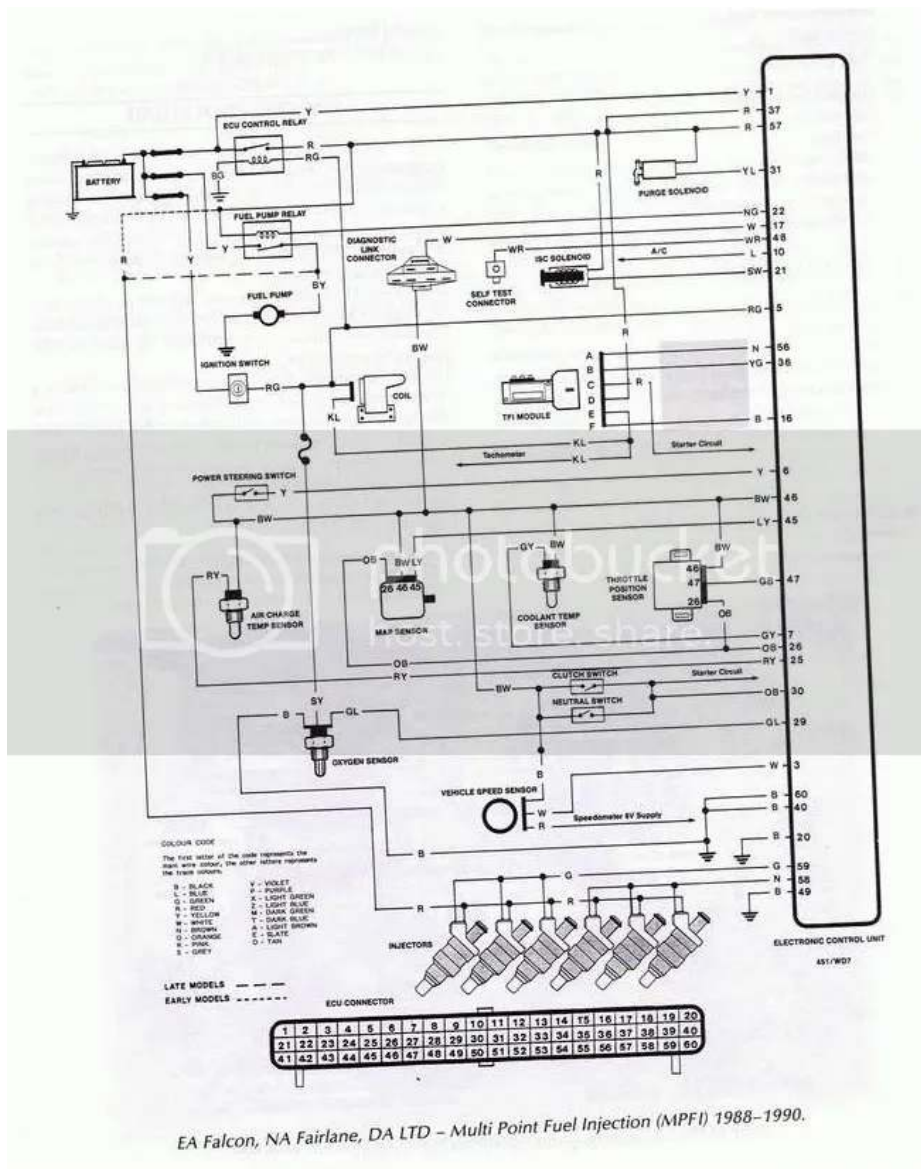 Y
1
R
37
R
57
Y
ECU CONTROL RELAY
R
RG
BG
BATTERY
R
YL
31
PURGE SOLENOID
FUEL PUMP RELAY
NG
22
W
17
WR
48
L
10
SW
21
DIAGNOSTIC
LINK
CONNECTOR
W
WR
A/C
ISC SOLENOID
SELF TEST
CONNECTOR
Y
R
Y
BY
FUEL PUMP
RG
5
BW
R
IGNITION SWITCH
RG
COIL
KL
TFI MODULE
A
B
C
D
E
F
R
N
56
YG
36
B
16
KL
Tachometer
KL
Starter Circuit
POWER STEERING SWITCH
Y
Y
6
BW
BW
46
LY
45
OB
BW LY
GY
BW
BW
RY
26 46 45
AIR CHARGE
TEMP SENSOR
MAP SENSOR
COOLANT TEMP
SENSOR
THROTTLE
POSITION
SENSOR
46
47
26
GB
47
OB
photobucket
host. store. share.
GY
7
OB
26
RY
25
OB
RY
CLUTCH SWITCH
Starter Circuit
BW
OB
30
NEUTRAL SWITCH
SY
B
GL
GL
29
OXYGEN SENSOR
B
W
3
VEHICLE SPEED SENSOR
W
R
Speedometer 8V Supply
B
60
B
40
B
20
B
G
59
N
58
B
49
G
R
R
INJECTORS
ELECTRONIC CONTROL UNIT
451/WD7
COLOUR CODE
The first letter of the code represents the
main wire colour, the other letters represents
the trace colours.
B - BLACK
L - BLUE
G - GREEN
R - RED
Y - YELLOW
W - WHITE
N - BROWN
O - ORANGE
K - PINK
S - GREY
V - VIOLET
P - PURPLE
X - LIGHT GREEN
Z - LIGHT BLUE
M - DARK GREEN
T - DARK BLUE
A - LIGHT BROWN
E - SLATE
D - TAN
LATE MODELS
EARLY MODELS
ECU CONNECTOR
1 2 3 4 5 6 7 8 9 10 11 12 13 14 15 16 17 18 19 20
21 22 23 24 25 26 27 28 29 30 31 32 33 34 35 36 37 38 39 40
41 42 43 44 45 46 47 48 49 50 51 52 53 54 55 56 57 58 59 60
EA Falcon, NA Fairlane, DA LTD – Multi Point Fuel Injection (MPFI) 1988–1990.